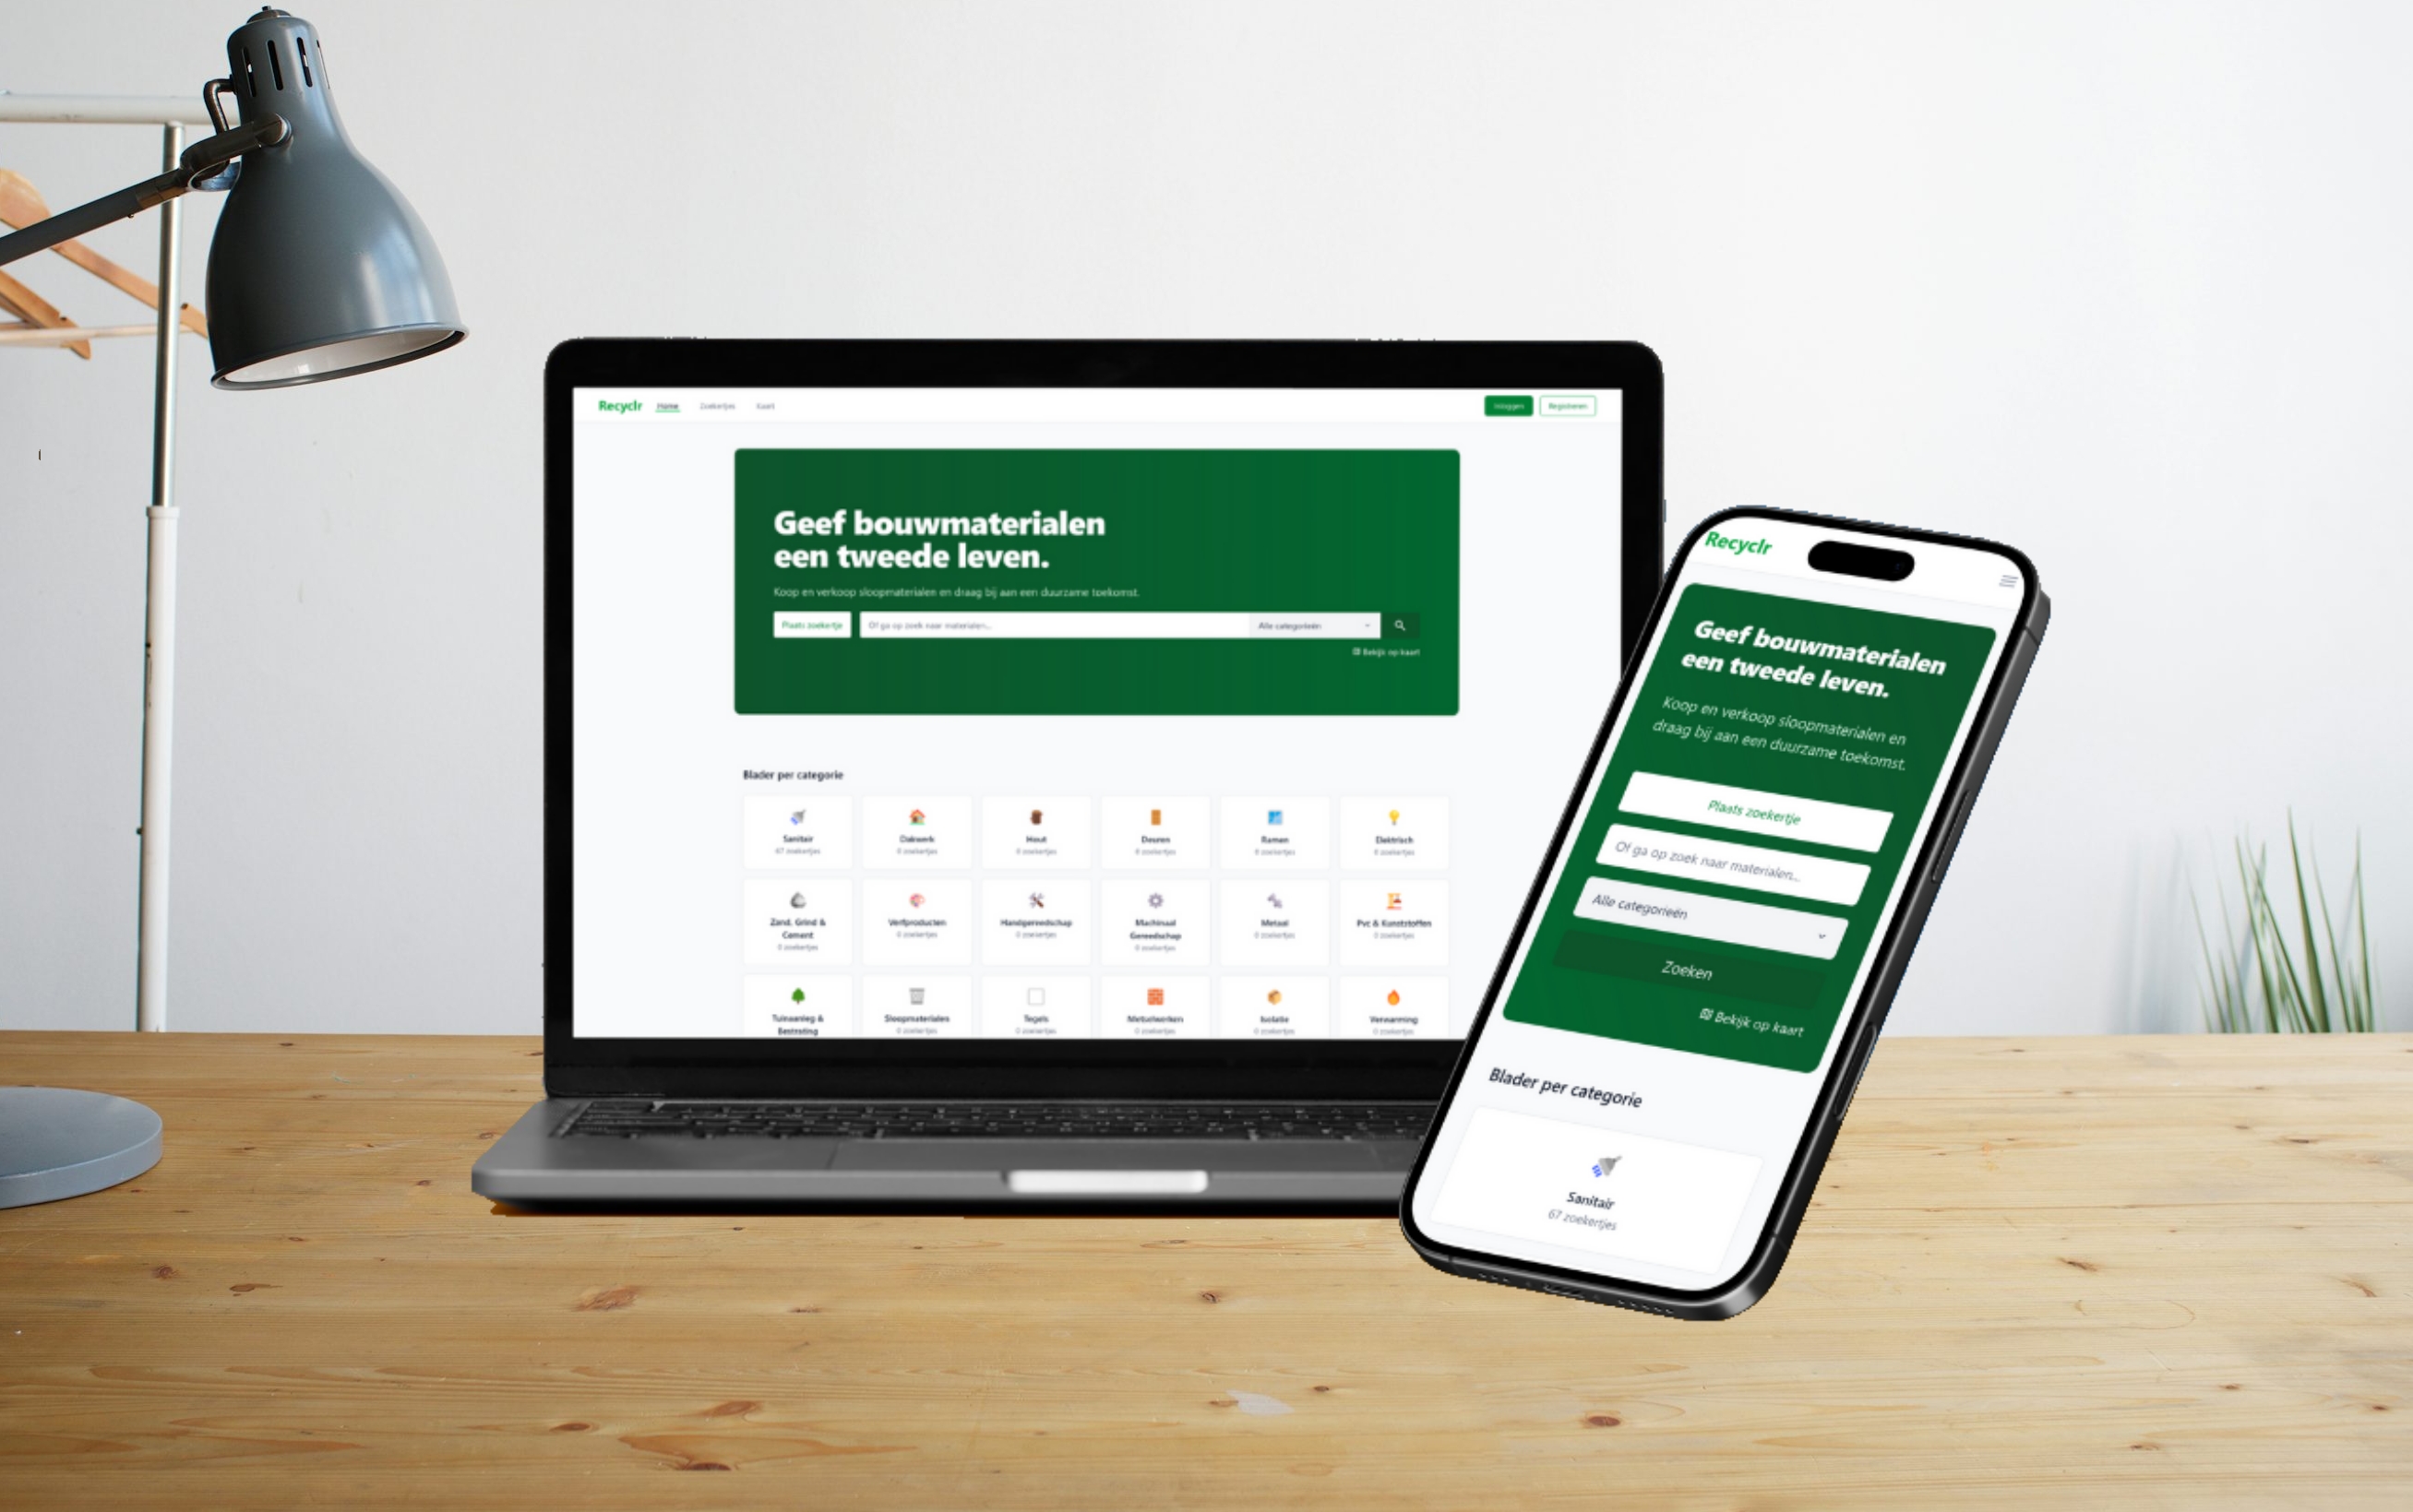 Recyclr Home Zoekertjes Kaart Inloggen Registreren
Geef bouwmaterialen
een tweede leven.
Koop en verkoop sloopmaterialen en draag bij aan een duurzame toekomst.
Plaats zoekertje Of ga op zoek naar materialen... Alle categorieën
Bekijk op kaart
Blader per categorie
Sanitair Dakwerk Hout Deuren Ramen Elektrisch
67 zoekertjes 0 zoekertjes 0 zoekertjes 0 zoekertjes 0 zoekertjes 0 zoekertjes
Zand, Grind & Verfproducten Handgereedschap Machinaal Metaal Pvc & Kunststoffen
Cement 0 zoekertjes 0 zoekertjes Gereedschap 0 zoekertjes 0 zoekertjes
0 zoekertjes 0 zoekertjes
Tuinaanleg & Sloopmaterialen Tegels Metselwerken Isolatie Verwarming
Bestrating 0 zoekertjes 0 zoekertjes 0 zoekertjes 0 zoekertjes 0 zoekertjes
Recyclr
Geef bouwmaterialen
een tweede leven.
Koop en verkoop sloopmaterialen en
draag bij aan een duurzame toekomst.
Plaats zoekertje
Of ga op zoek naar materialen...
Alle categorieën
Zoeken
Bekijk op kaart
Blader per categorie
Sanitair
67 zoekertjes